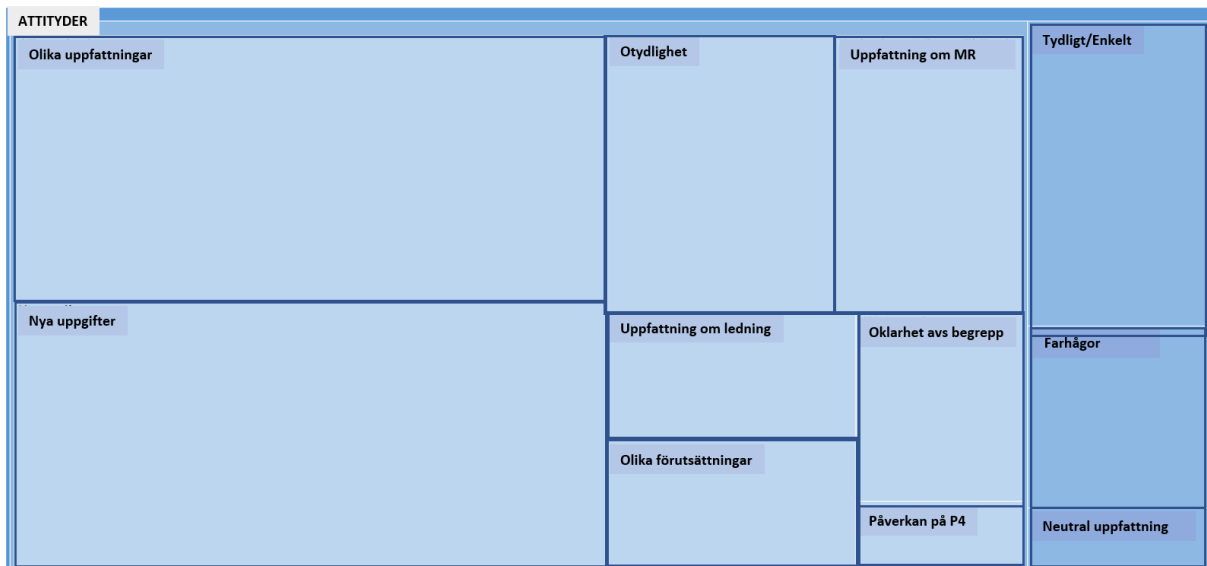 ATTITYDER
Olika uppfattningar
Otydlighet
Uppfattning om MR
Tydligt/Enkelt
Nya uppgifter
Uppfattning om ledning
Oklarhet avs begrepp
Farhågor
Olika förutsättningar
Påverkan på P4
Neutral uppfattning